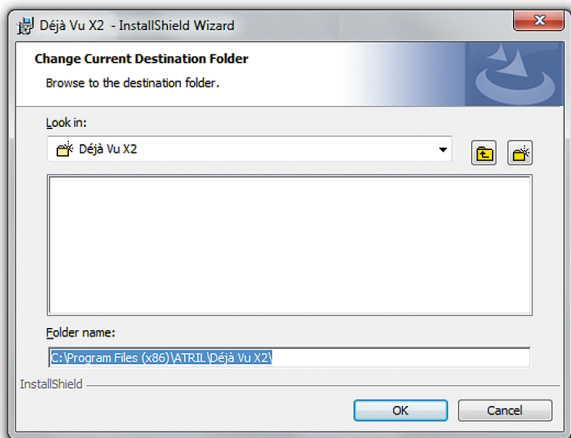 Déjà Vu X2 - InstallShield Wizard
Change Current Destination Folder
Browse to the destination folder.
Look in:
Déjà Vu X2
Folder name:
C:\Program Files (x86)\ATRIL\Déjà Vu X2\
InstallShield
OK Cancel